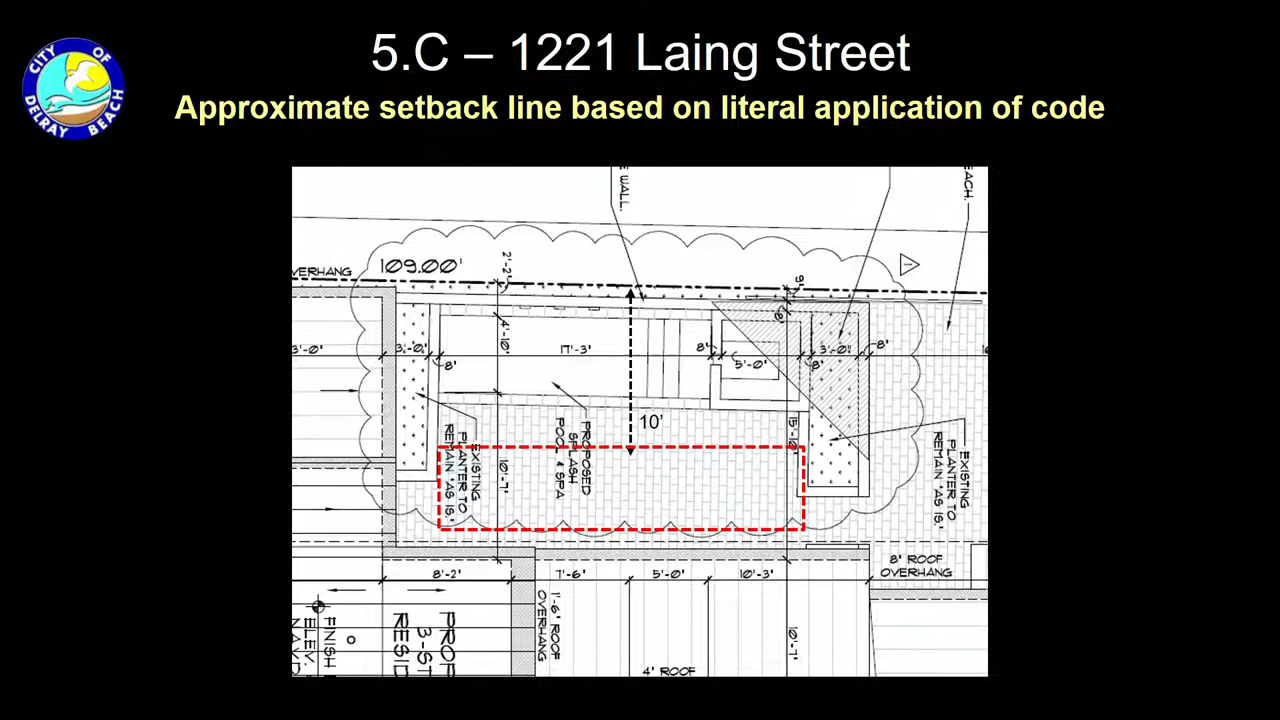 CITY OF
DELRAY BEACH
5.C – 1221 Laing Street
Approximate setback line based on literal application of code
WALL.
EACH.
VERHANG
109.00'
2'-2"
9"
4'-10"
8"
3'-0"
3'-0"
8"
17'-3"
8"
5'-0"
8"
3'-0"
8"
10'
15'-10"
10'-7"
EXISTING
PLANTER TO
REMAIN "AS IS."
PROPOSED
SPLASH
POOL & SPA
EXISTING
PLANTER TO
REMAIN "AS IS."
8' ROOF
OVERHANG
8'-2"
7'-6"
5'-0"
10'-3"
1'-6" ROOF
OVERHANG
10'-7"
4' ROOF
FINISH
ELEV.
PROP
3-ST
RESID